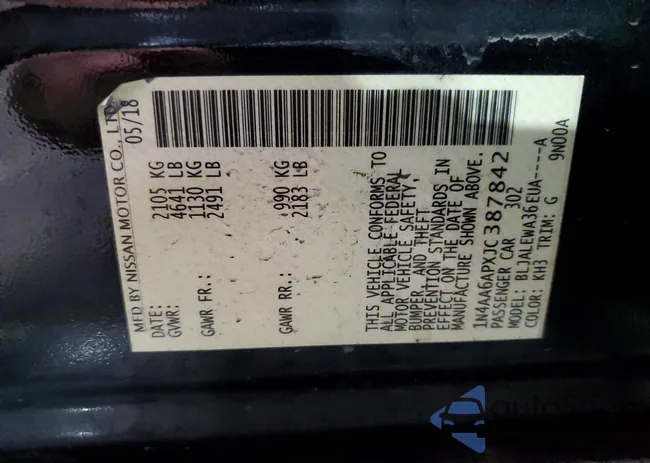 MFD BY NISSAN MOTOR CO., LTD
DATE: 05/18
GVWR: 2105 KG
4641 LB
GAWR FR.: 1130 KG
2491 LB
GAWR RR.: 990 KG
2183 LB
THIS VEHICLE CONFORMS TO
ALL APPLICABLE FEDERAL
MOTOR VEHICLE SAFETY,
BUMPER, AND THEFT
PREVENTION STANDARDS IN
EFFECT ON THE DATE OF
MANUFACTURE SHOWN ABOVE.
1N4AA6APXJC387842
PASSENGER CAR 302
MODEL: BLJALEWA36EUA----A
COLOR: KH3 TRIM: G 9N00A